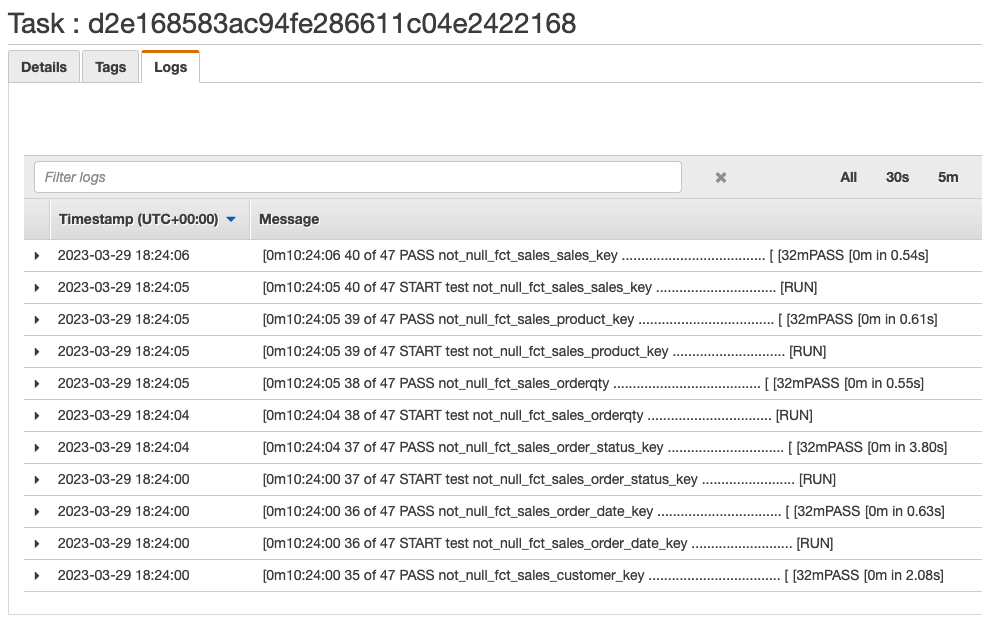 Task : d2e168583ac94fe286611c04e2422168
Details Tags Logs
Filter logs ✖ All 30s 5m
Timestamp (UTC+00:00) Message
2023-03-29 18:24:06 [0m10:24:06 40 of 47 PASS not_null_fct_sales_sales_key .................................... [ [32mPASS [0m in 0.54s]
2023-03-29 18:24:05 [0m10:24:05 40 of 47 START test not_null_fct_sales_sales_key .............................. [RUN]
2023-03-29 18:24:05 [0m10:24:05 39 of 47 PASS not_null_fct_sales_product_key .................................. [ [32mPASS [0m in 0.61s]
2023-03-29 18:24:05 [0m10:24:05 39 of 47 START test not_null_fct_sales_product_key ............................ [RUN]
2023-03-29 18:24:05 [0m10:24:05 38 of 47 PASS not_null_fct_sales_orderqty ..................................... [ [32mPASS [0m in 0.55s]
2023-03-29 18:24:04 [0m10:24:04 38 of 47 START test not_null_fct_sales_orderqty ............................... [RUN]
2023-03-29 18:24:04 [0m10:24:04 37 of 47 PASS not_null_fct_sales_order_status_key ............................. [ [32mPASS [0m in 3.80s]
2023-03-29 18:24:00 [0m10:24:00 37 of 47 START test not_null_fct_sales_order_status_key ....................... [RUN]
2023-03-29 18:24:00 [0m10:24:00 36 of 47 PASS not_null_fct_sales_order_date_key ............................... [ [32mPASS [0m in 0.63s]
2023-03-29 18:24:00 [0m10:24:00 36 of 47 START test not_null_fct_sales_order_date_key ......................... [RUN]
2023-03-29 18:24:00 [0m10:24:00 35 of 47 PASS not_null_fct_sales_customer_key ................................. [ [32mPASS [0m in 2.08s]